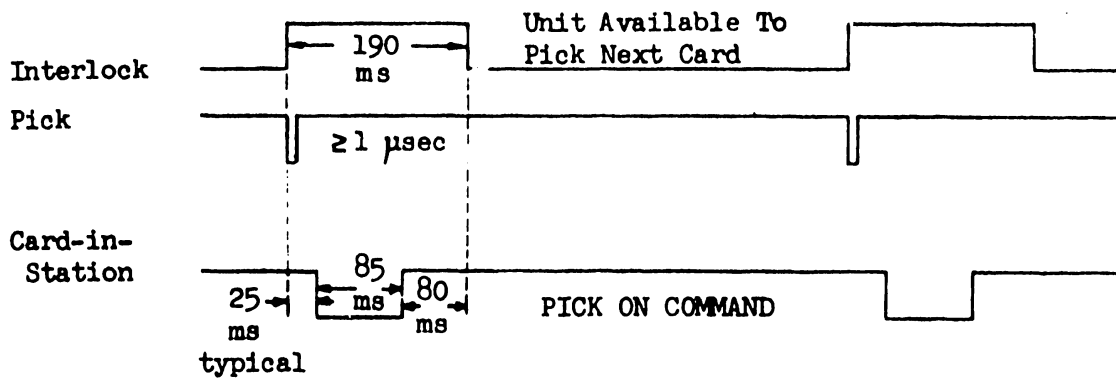 Unit Available To
Pick Next Card
190
ms
Interlock
Pick
≥1 μsec
Card-in-
Station
85
ms
80
ms
25
ms
typical
PICK ON COMMAND